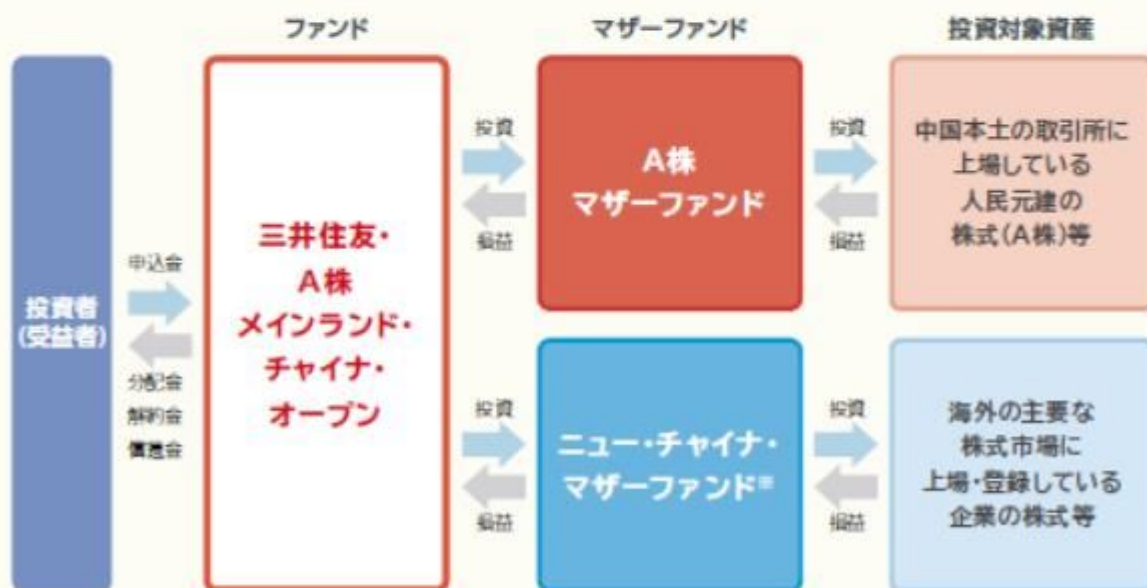 ファンド
マザーファンド
投資対象資産
投資者
(受益者)
申込金
分配金
解約金
償還金
三井住友・
A株
メインランド・
チャイナ・
オープン
投資
損益
A株
マザーファンド
投資
損益
中国本土の取引所に
上場している
人民元建の
株式(A株)等
投資
損益
ニュー・チャイナ・
マザーファンド※
投資
損益
海外の主要な
株式市場に
上場・登録している
企業の株式等